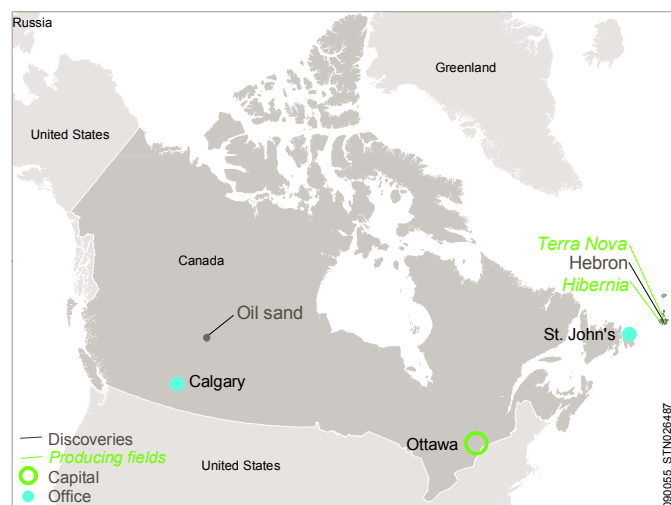 Russia
Greenland
United States
Terra Nova
Hebron
Hibernia
Canada
Oil sand
St. John's
Calgary
Discoveries
Producing fields
Capital
Office
Ottawa
United States
090055_STN026487